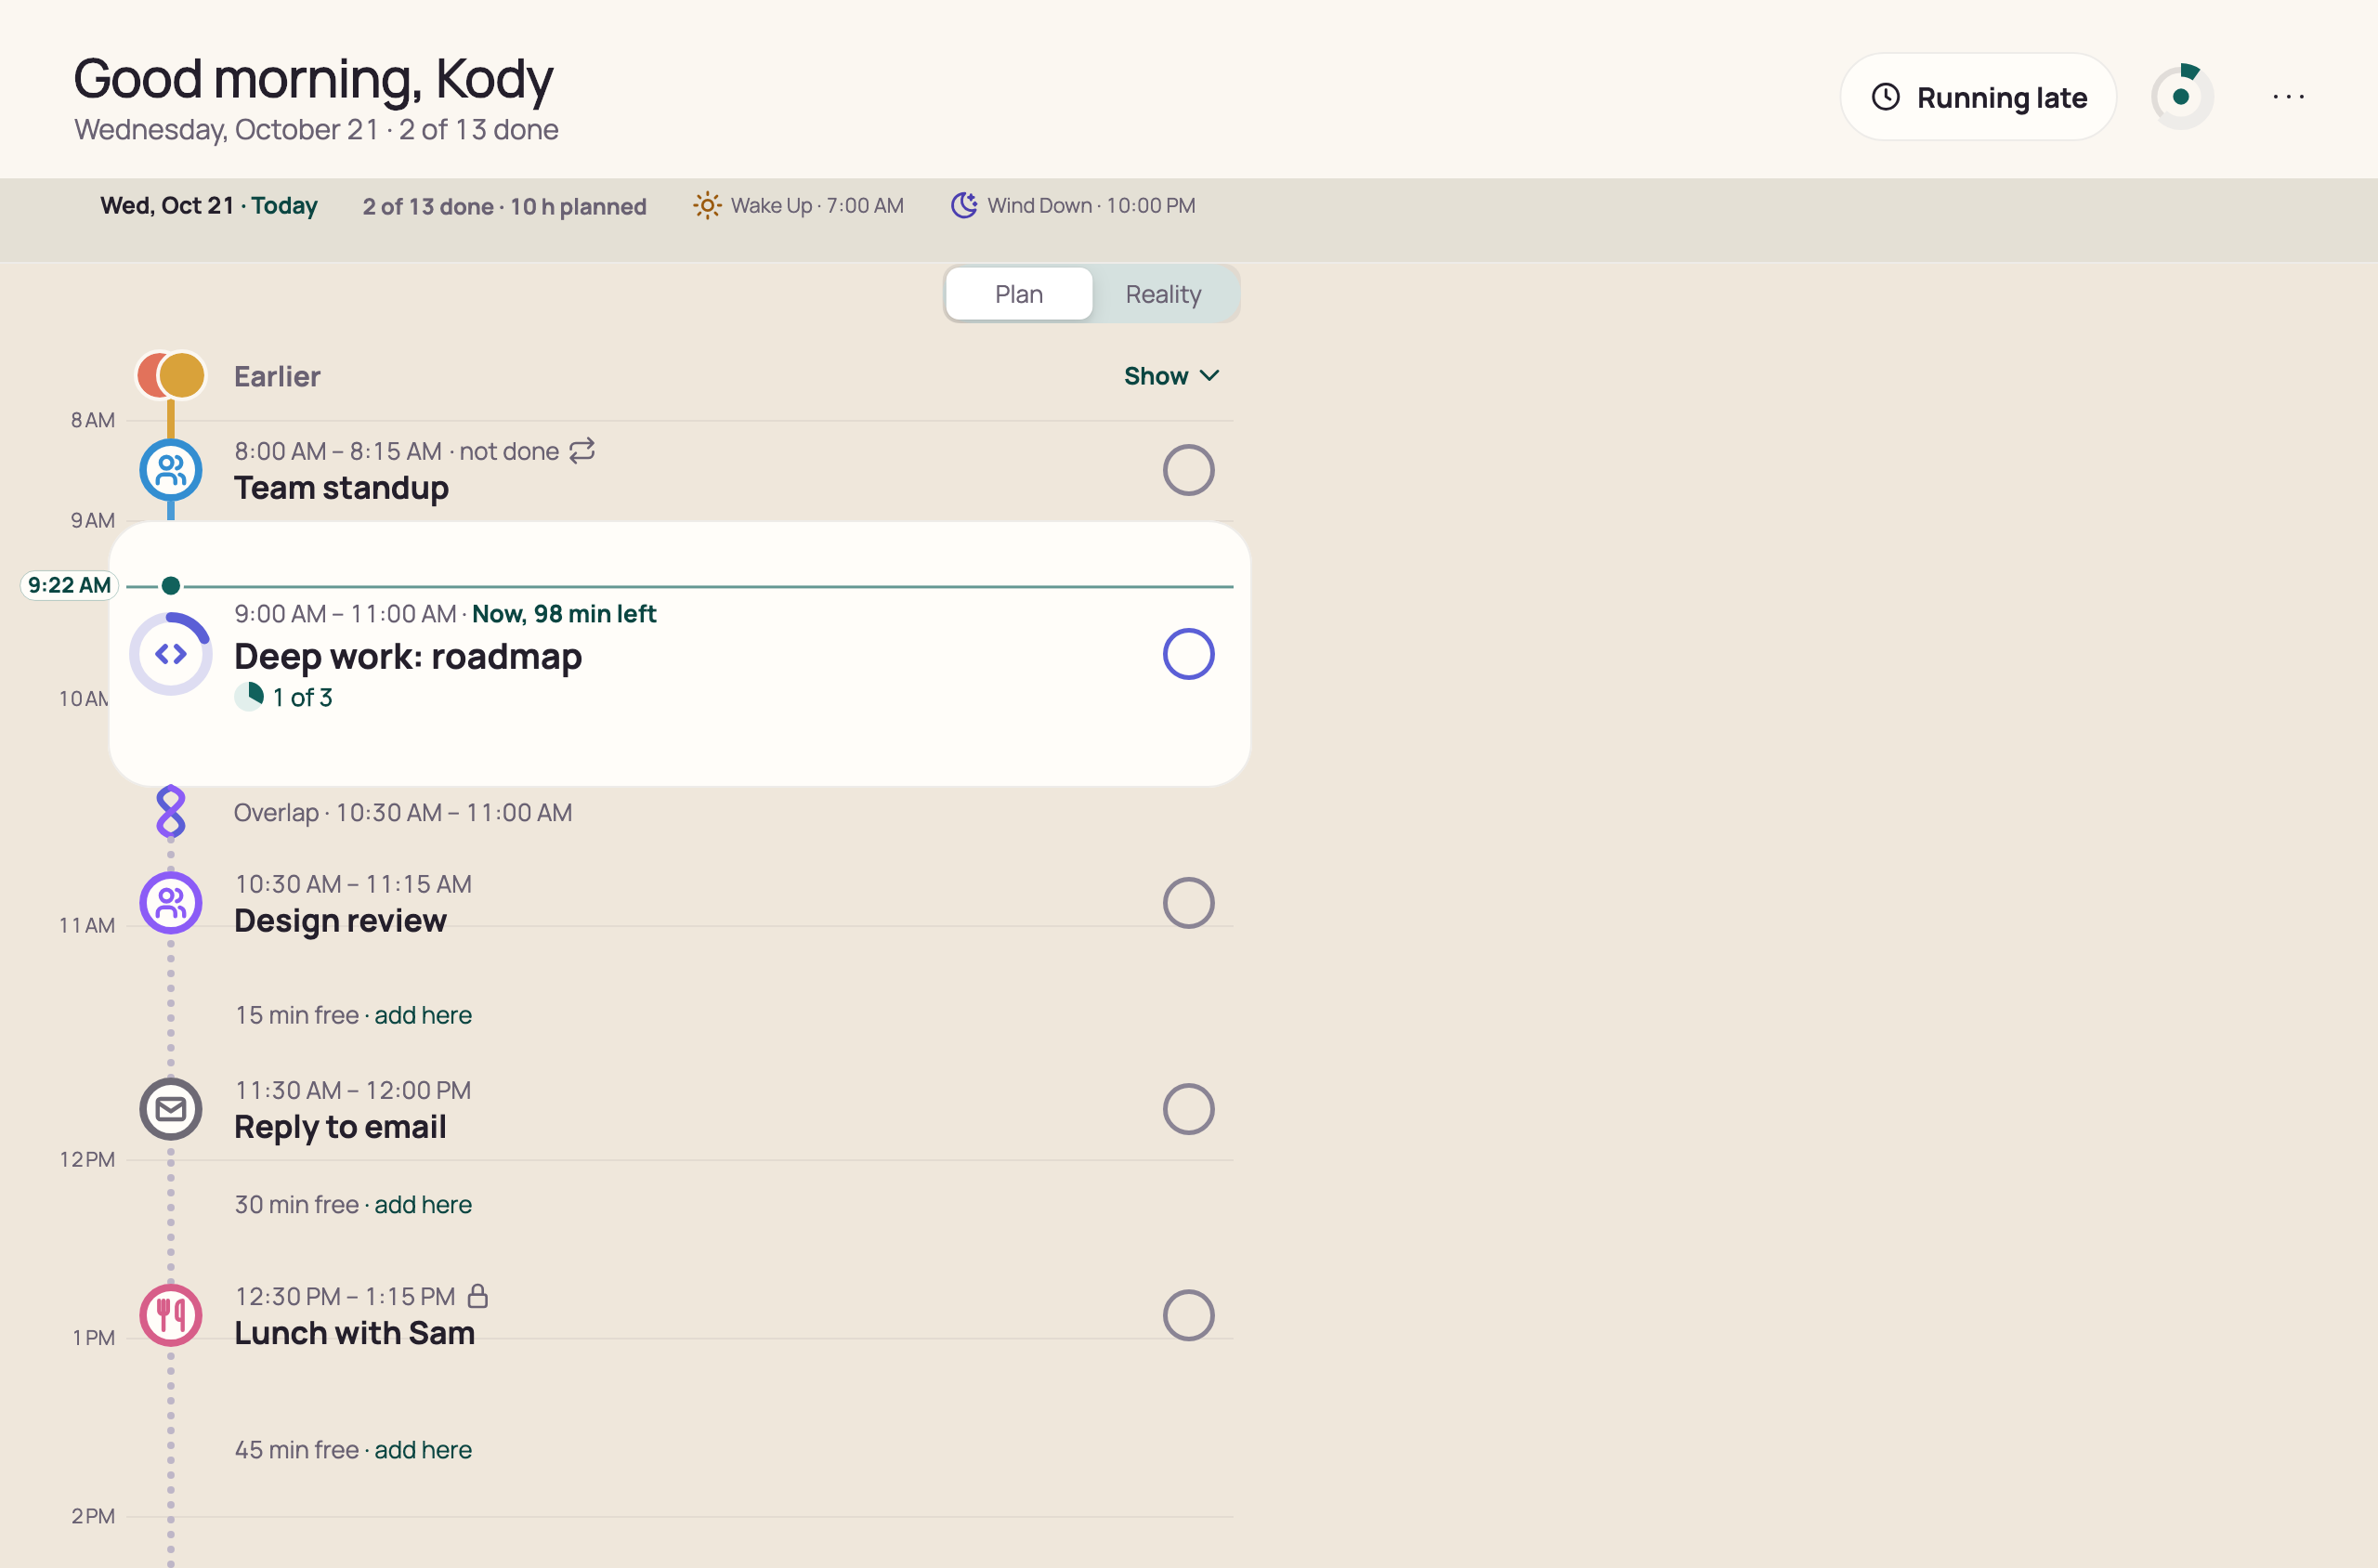 Good morning, Kody
Wednesday, October 21 · 2 of 13 done
Running late
Wed, Oct 21 · Today
2 of 13 done · 10 h planned
Wake Up · 7:00 AM
Wind Down · 10:00 PM
Plan
Reality
Earlier
Show
8 AM
8:00 AM – 8:15 AM · not done
Team standup
9 AM
9:22 AM
9:00 AM – 11:00 AM · Now, 98 min left
Deep work: roadmap
10 AM
1 of 3
Overlap · 10:30 AM – 11:00 AM
10:30 AM – 11:15 AM
Design review
11 AM
15 min free · add here
11:30 AM – 12:00 PM
Reply to email
12 PM
30 min free · add here
12:30 PM – 1:15 PM
Lunch with Sam
1 PM
45 min free · add here
2 PM